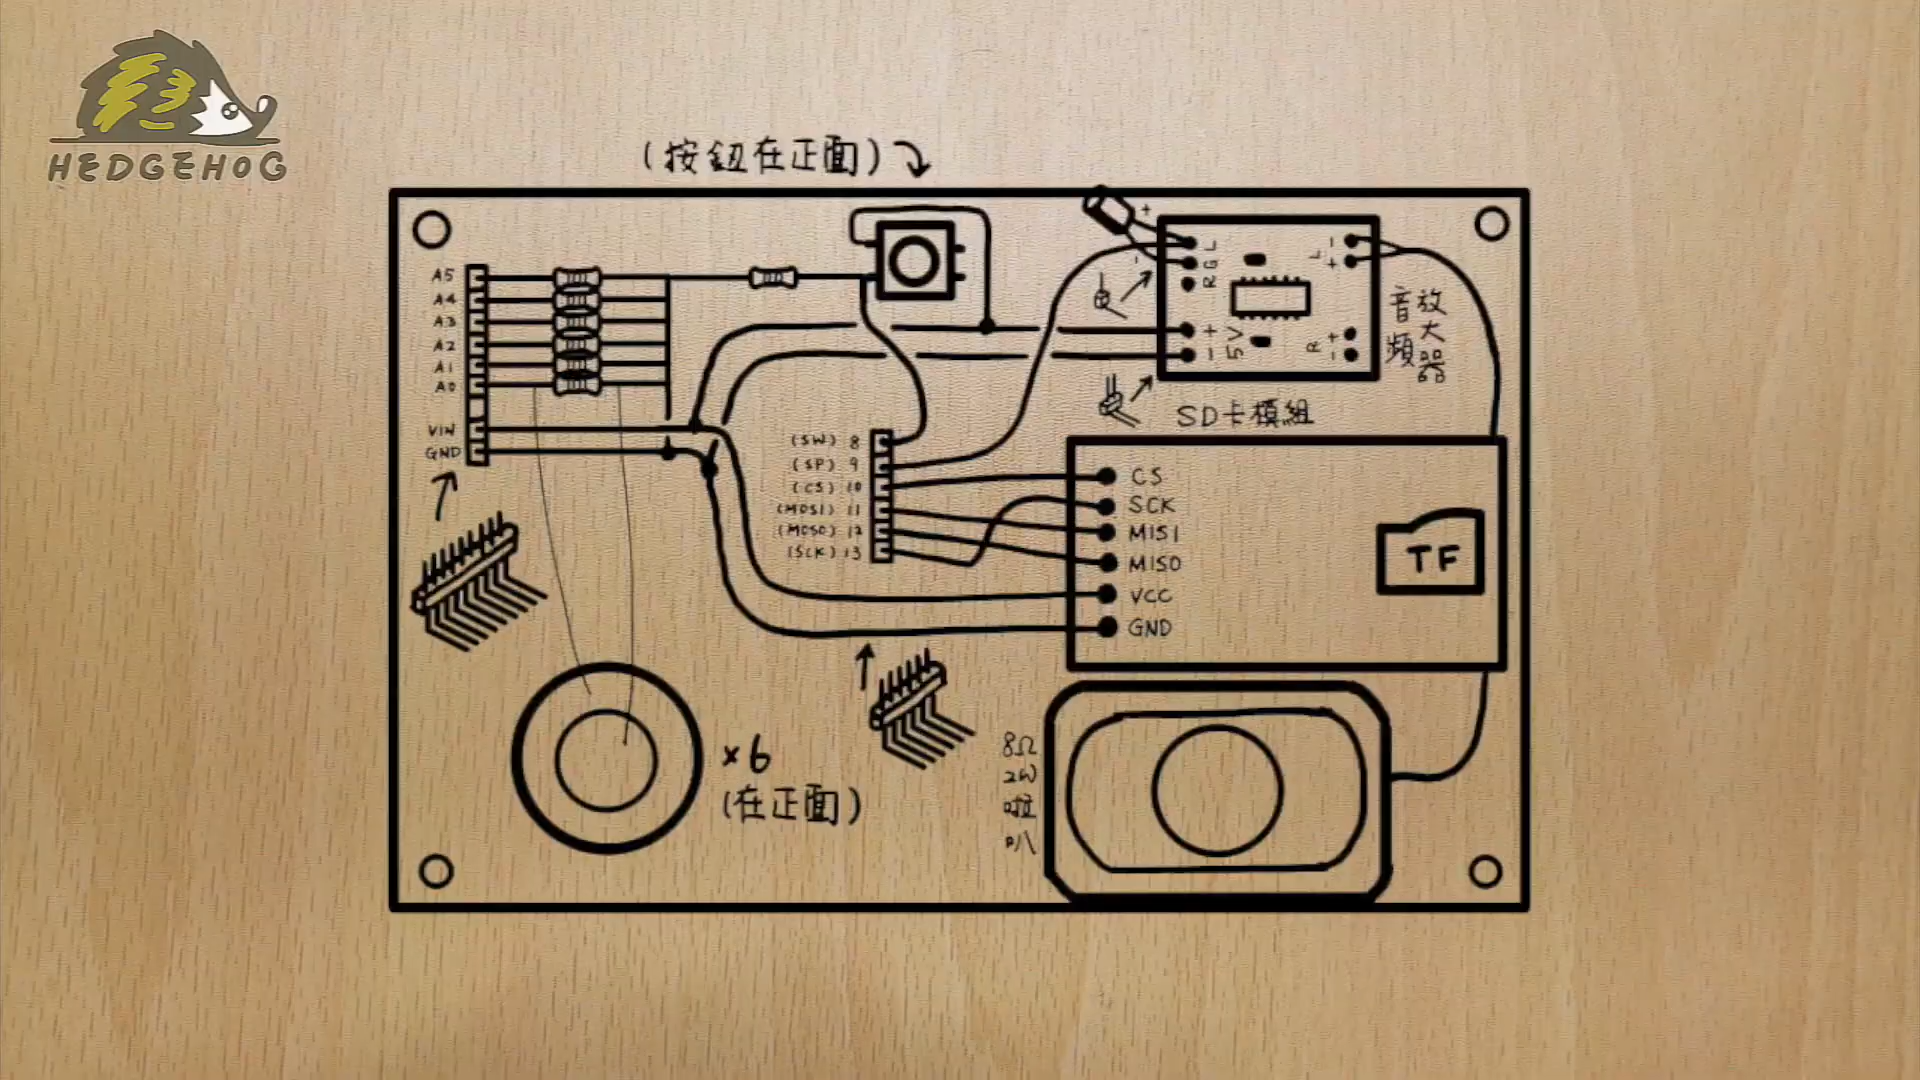 HEDGEHOG
(按鈕在正面)
A5
A4
A3
A2
A1
A0
VIN
GND
(SW) 8
(SP) 9
(CS) 10
(MOSI) 11
(MOSO) 12
(SCK) 13
+
-
L
G
R
+
-
5V
L
-
+
R
+
-
音頻
放大器
SD卡模組
CS
SCK
MISI
MISO
VCC
GND
TF
×6
(在正面)
8Ω
2W
啦
叭